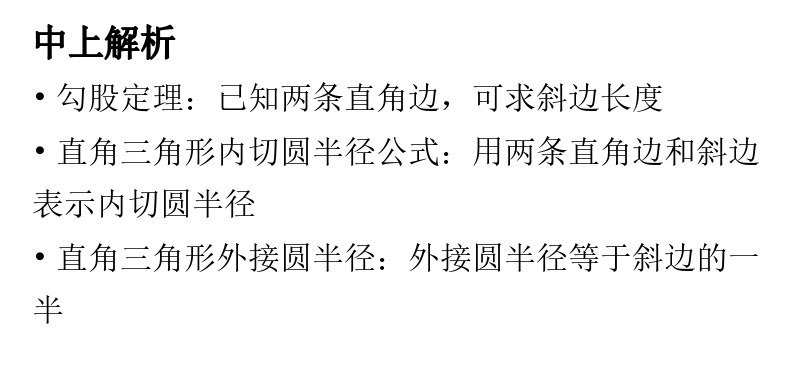 中上解析
• 勾股定理：已知两条直角边，可求斜边长度
• 直角三角形内切圆半径公式：用两条直角边和斜边
表示内切圆半径
• 直角三角形外接圆半径：外接圆半径等于斜边的一
半